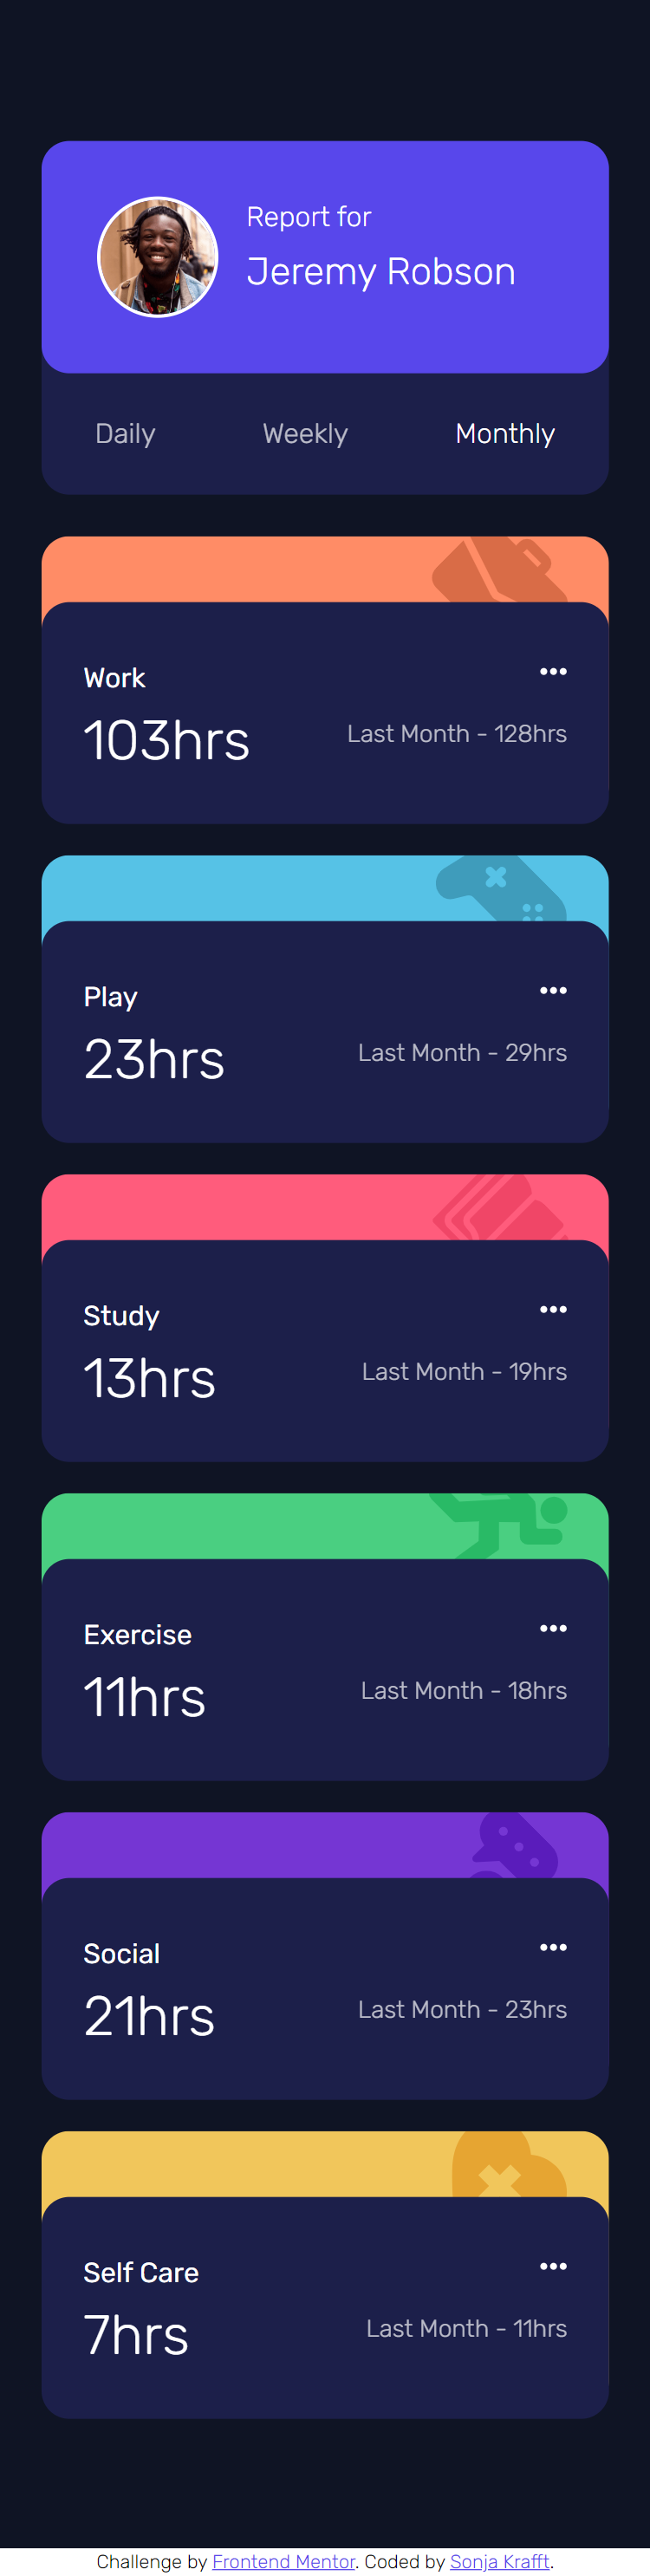 Report for
Jeremy Robson
Daily Weekly Monthly
Work
103hrs Last Month - 128hrs
Play
23hrs Last Month - 29hrs
Study
13hrs Last Month - 19hrs
Exercise
11hrs Last Month - 18hrs
Social
21hrs Last Month - 23hrs
Self Care
7hrs Last Month - 11hrs
Challenge by Frontend Mentor. Coded by Sonja Krafft.